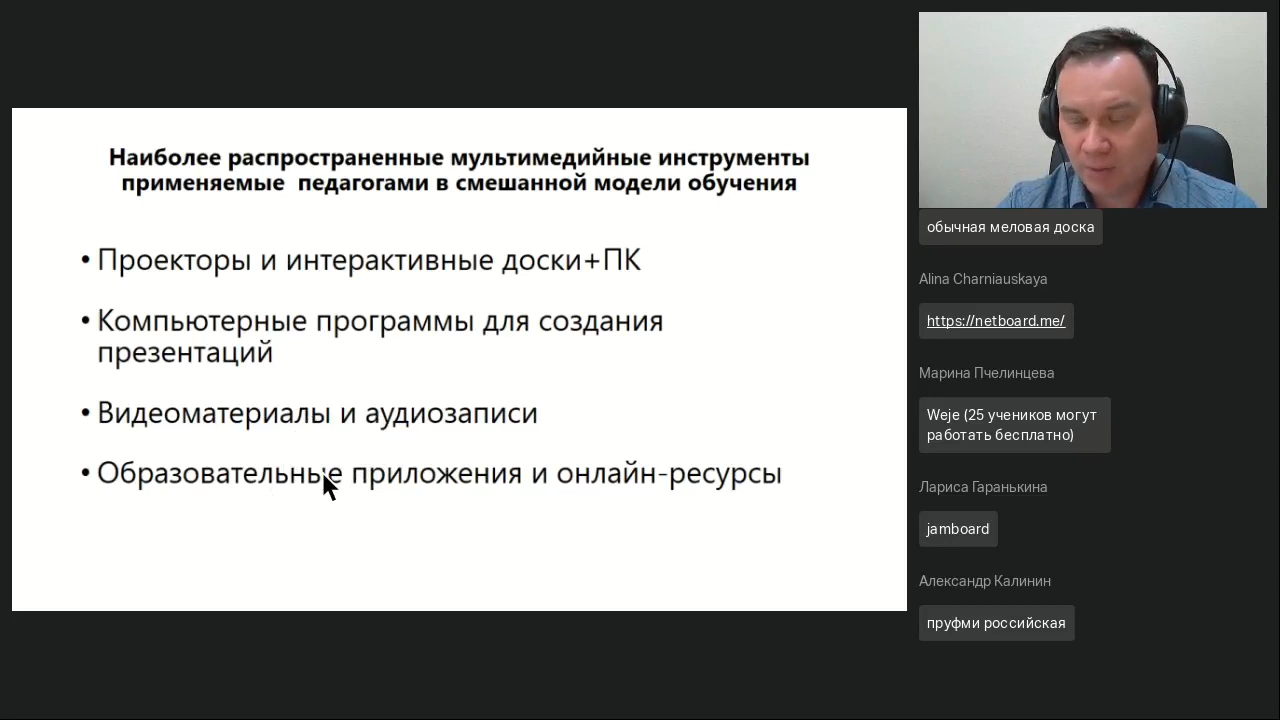 Наиболее распространенные мультимедийные инструменты
применяемые  педагогами в смешанной модели обучения
• Проекторы и интерактивные доски+ПК
• Компьютерные программы для создания
презентаций
• Видеоматериалы и аудиозаписи
• Образовательные приложения и онлайн-ресурсы
обычная меловая доска
Alina Charniauskaya
https://netboard.me/
Марина Пчелинцева
Weje (25 учеников могут
работать бесплатно)
Лариса Гаранькина
jamboard
Александр Калинин
пруфми российская